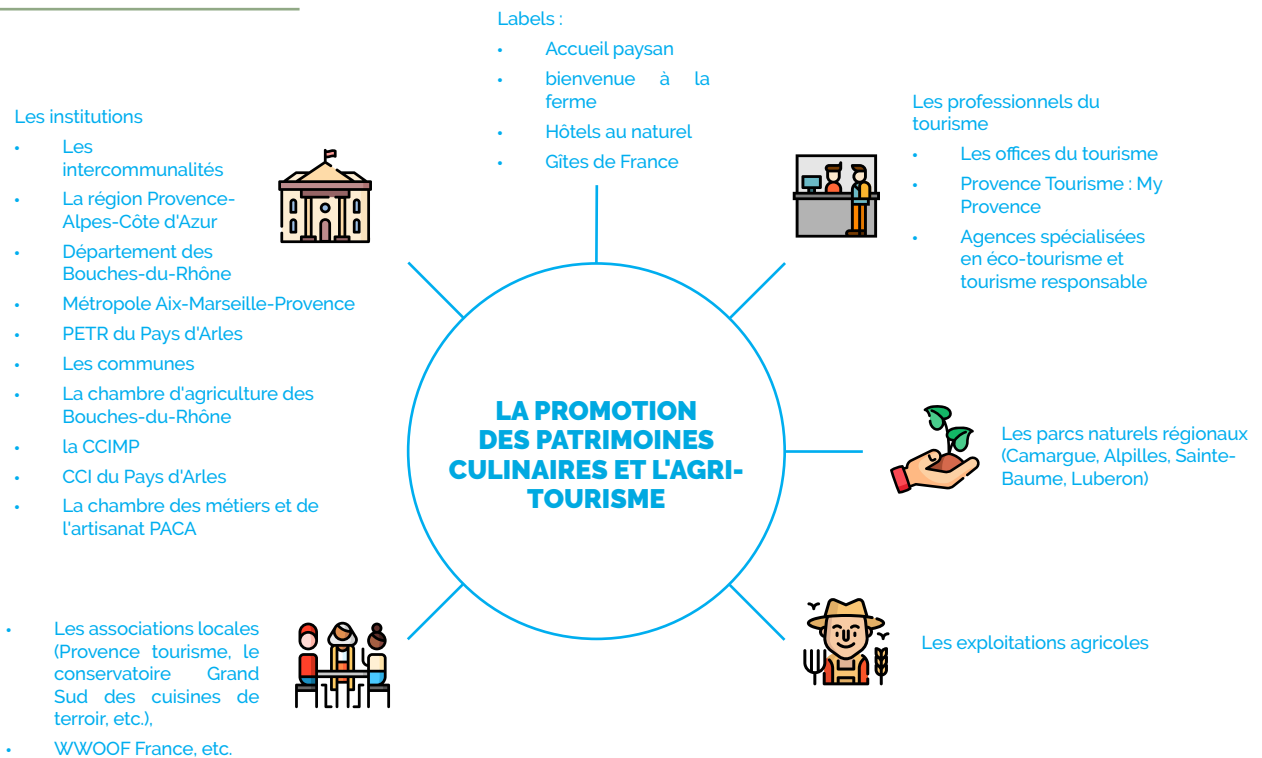 Labels :
• Accueil paysan
• bienvenue à la
ferme
• Hôtels au naturel
• Gîtes de France
Les institutions
• Les
intercommunalités
• La région Provence-
Alpes-Côte d'Azur
• Département des
Bouches-du-Rhône
• Métropole Aix-Marseille-Provence
• PETR du Pays d'Arles
• Les communes
• La chambre d'agriculture des
Bouches-du-Rhône
• la CCIMP
• CCI du Pays d'Arles
• La chambre des métiers et de
l'artisanat PACA
Les professionnels du
tourisme
• Les offices du tourisme
• Provence Tourisme : My
Provence
• Agences spécialisées
en éco-tourisme et
tourisme responsable
LA PROMOTION
DES PATRIMOINES
CULINAIRES ET L'AGRI-
TOURISME
Les parcs naturels régionaux
(Camargue, Alpilles, Sainte-
Baume, Luberon)
• Les associations locales
(Provence tourisme, le
conservatoire Grand
Sud des cuisines de
terroir, etc.),
• WWOOF France, etc.
Les exploitations agricoles